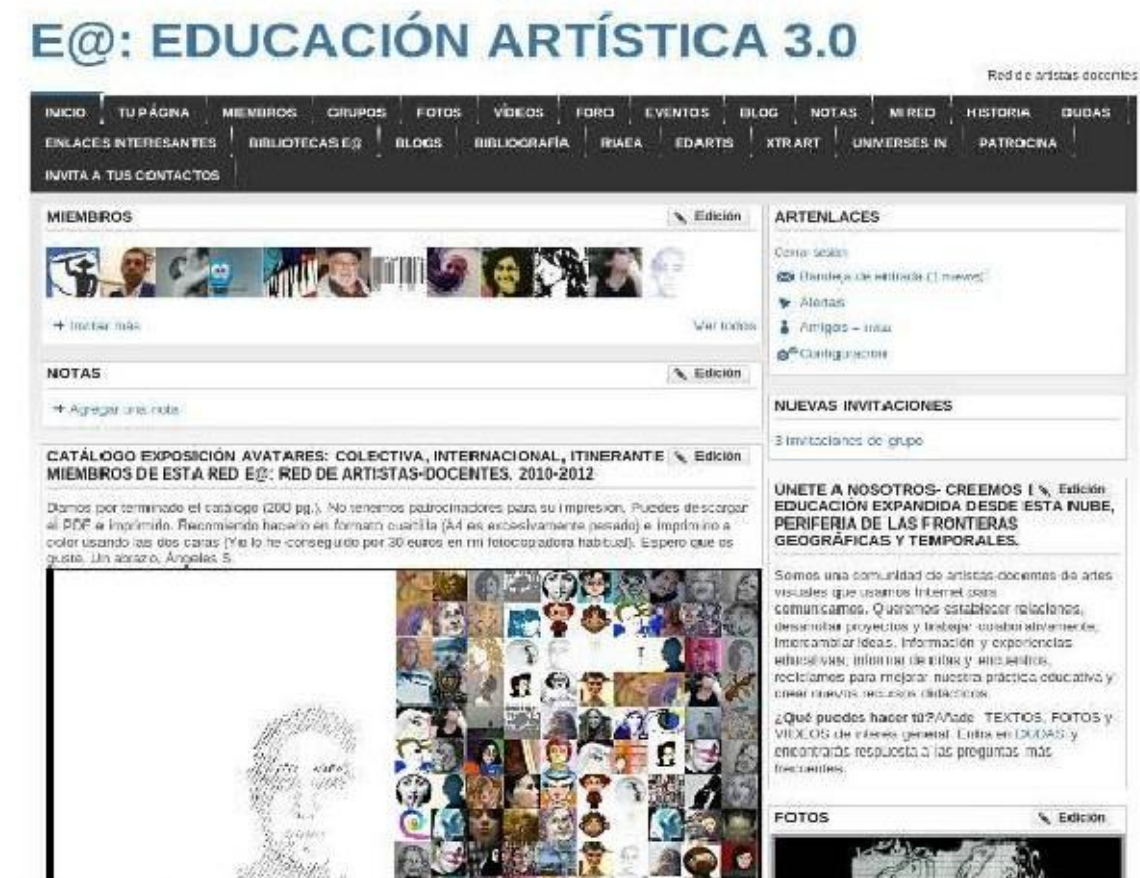 E@: EDUCACIÓN ARTÍSTICA 3.0
Red de artistas docentes
INICIO TU PÁGINA MIEMBROS GRUPOS FOTOS VÍDEOS FORO EVENTOS BLOG NOTAS MI RED HISTORIA DUDAS
ENLACES INTERESANTES BIBLIOTECAS E@ BLOGS BIBLIOGRAFÍA RIAEA EDARTIS XTRART UNIVERSES IN PATROCINA
INVITA A TUS CONTACTOS
MIEMBROS Edición
Invitar más Ver todos
NOTAS Edición
Agregar una nota
CATÁLOGO EXPOSICIÓN AVATARES: COLECTIVA, INTERNACIONAL, ITINERANTE Edición
MIEMBROS DE ESTA RED E@: RED DE ARTISTAS-DOCENTES. 2010-2012
Damos por terminado el catálogo (200 pg.). No tenemos patrocinadores para su impresión. Puedes descargar
el PDF e imprimirlo. Recomiendo hacerlo en formato cuartilla (A4 es excesivamente pesado) e imprimirlo a
color usando las dos caras (Yo lo he conseguido por 30 euros en mi fotocopiadora habitual). Espero que os
guste. Un abrazo, Ángeles S.
ARTENLACES
Cerrar sesión
Bandeja de entrada (1 nuevos)
Alertas
Amigos – Invitar
Configuración
NUEVAS INVITACIONES
3 invitaciones de grupo
ÚNETE A NOSOTROS- CREEMOS Edición
EDUCACIÓN EXPANDIDA DESDE ESTA NUBE,
PERIFERIA DE LAS FRONTERAS
GEOGRÁFICAS Y TEMPORALES.
Somos una comunidad de artistas-docentes de artes
visuales que usamos Internet para
comunicarnos. Queremos establecer relaciones,
desarrollar proyectos y trabajar colaborativamente,
intercambiar ideas, información y experiencias
educativas, informar de citas y encuentros,
reciclarnos para mejorar nuestra práctica educativa y
crear nuevos recursos didácticos.
¿Qué puedes hacer tú?Añade TEXTOS, FOTOS y
VÍDEOS de interés general. Entra en DUDAS y
encontrarás respuesta a las preguntas más
frecuentes.
FOTOS Edición